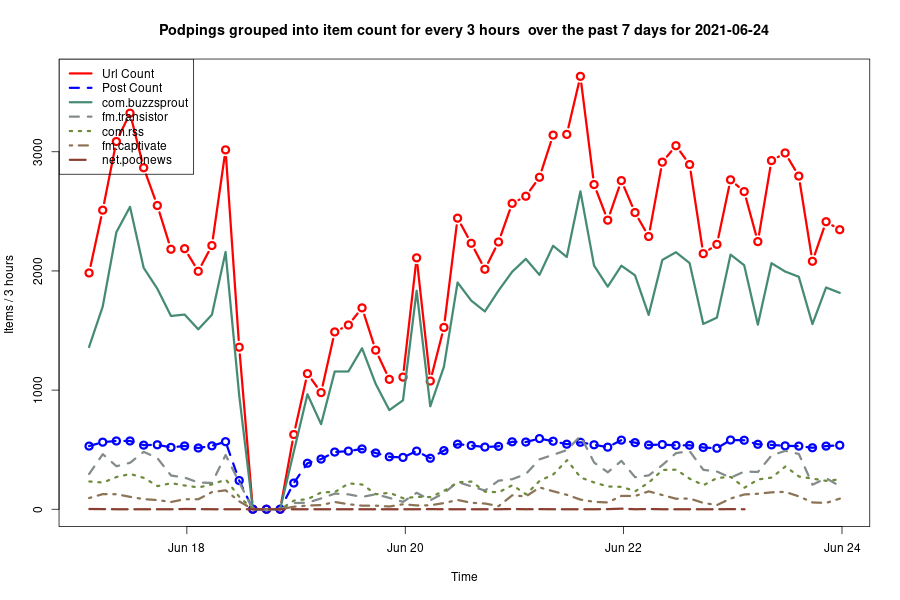 Podpings grouped into item count for every 3 hours  over the past 7 days for 2021-06-24
Url Count
Post Count
com.buzzsprout
fm.transistor
com.rss
fm.captivate
net.podnews
Items / 3 hours
3000
2000
1000
0
Jun 18
Jun 20
Jun 22
Jun 24
Time